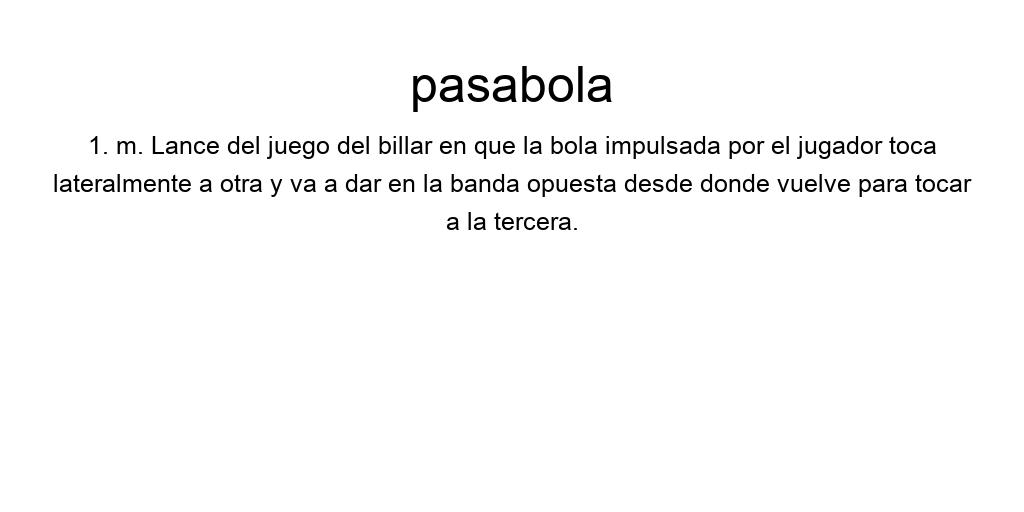 pasabola
1. m. Lance del juego del billar en que la bola impulsada por el jugador toca
lateralmente a otra y va a dar en la banda opuesta desde donde vuelve para tocar
a la tercera.